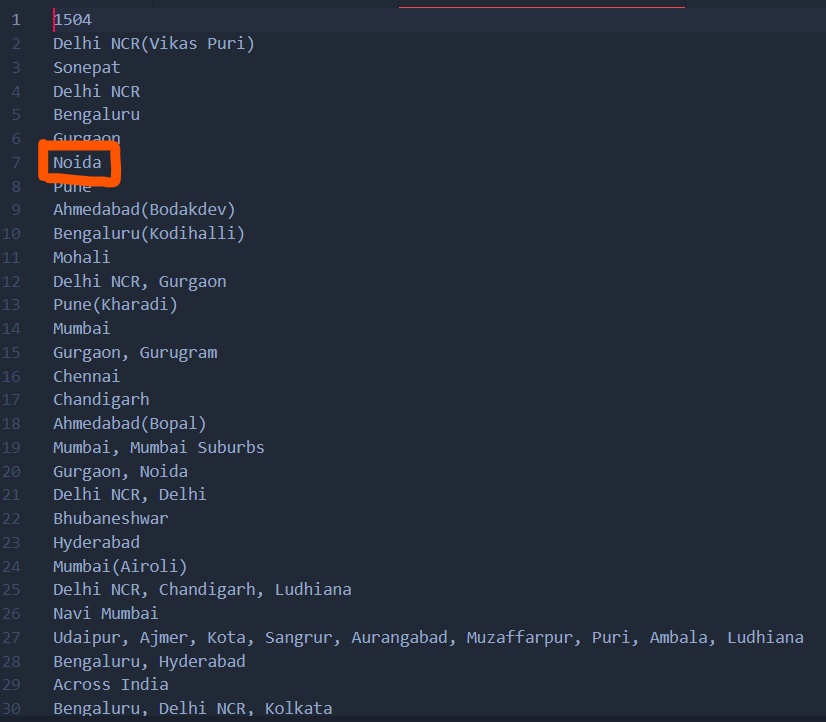 1 1504
2 Delhi NCR(Vikas Puri)
3 Sonepat
4 Delhi NCR
5 Bengaluru
6 Gurgaon
7 Noida
8 Pune
9 Ahmedabad(Bodakdev)
10 Bengaluru(Kodihalli)
11 Mohali
12 Delhi NCR, Gurgaon
13 Pune(Kharadi)
14 Mumbai
15 Gurgaon, Gurugram
16 Chennai
17 Chandigarh
18 Ahmedabad(Bopal)
19 Mumbai, Mumbai Suburbs
20 Gurgaon, Noida
21 Delhi NCR, Delhi
22 Bhubaneshwar
23 Hyderabad
24 Mumbai(Airoli)
25 Delhi NCR, Chandigarh, Ludhiana
26 Navi Mumbai
27 Udaipur, Ajmer, Kota, Sangrur, Aurangabad, Muzaffarpur, Puri, Ambala, Ludhiana
28 Bengaluru, Hyderabad
29 Across India
30 Bengaluru, Delhi NCR, Kolkata